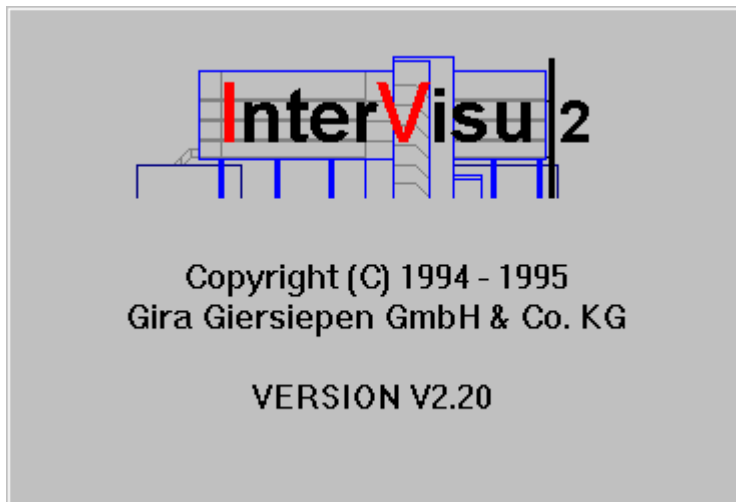 InterVisu 2
Copyright (C) 1994 - 1995
Gira Giersiepen GmbH & Co. KG
VERSION V2.20